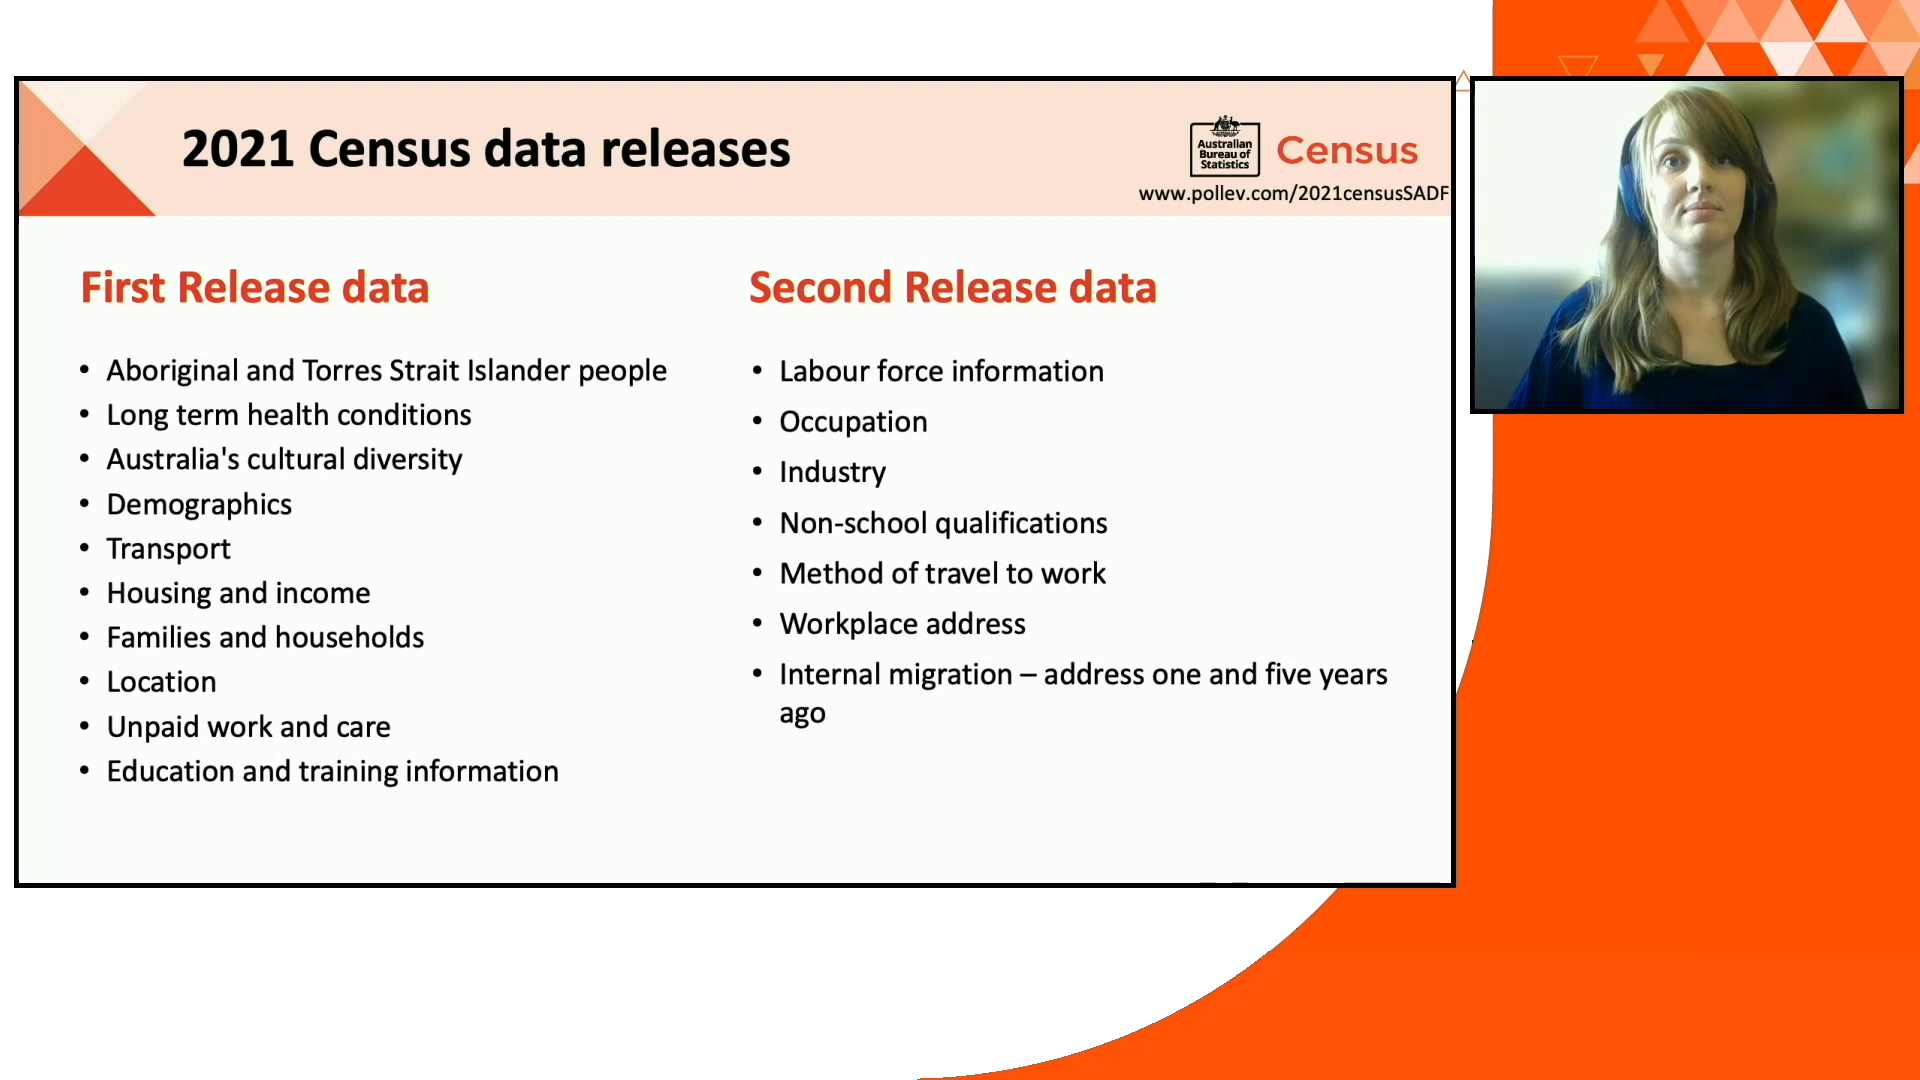 2021 Census data releases
Australian
Bureau of
Statistics
Census
www.pollev.com/2021censusSADF
First Release data
• Aboriginal and Torres Strait Islander people
• Long term health conditions
• Australia's cultural diversity
• Demographics
• Transport
• Housing and income
• Families and households
• Location
• Unpaid work and care
• Education and training information
Second Release data
• Labour force information
• Occupation
• Industry
• Non-school qualifications
• Method of travel to work
• Workplace address
• Internal migration – address one and five years
ago